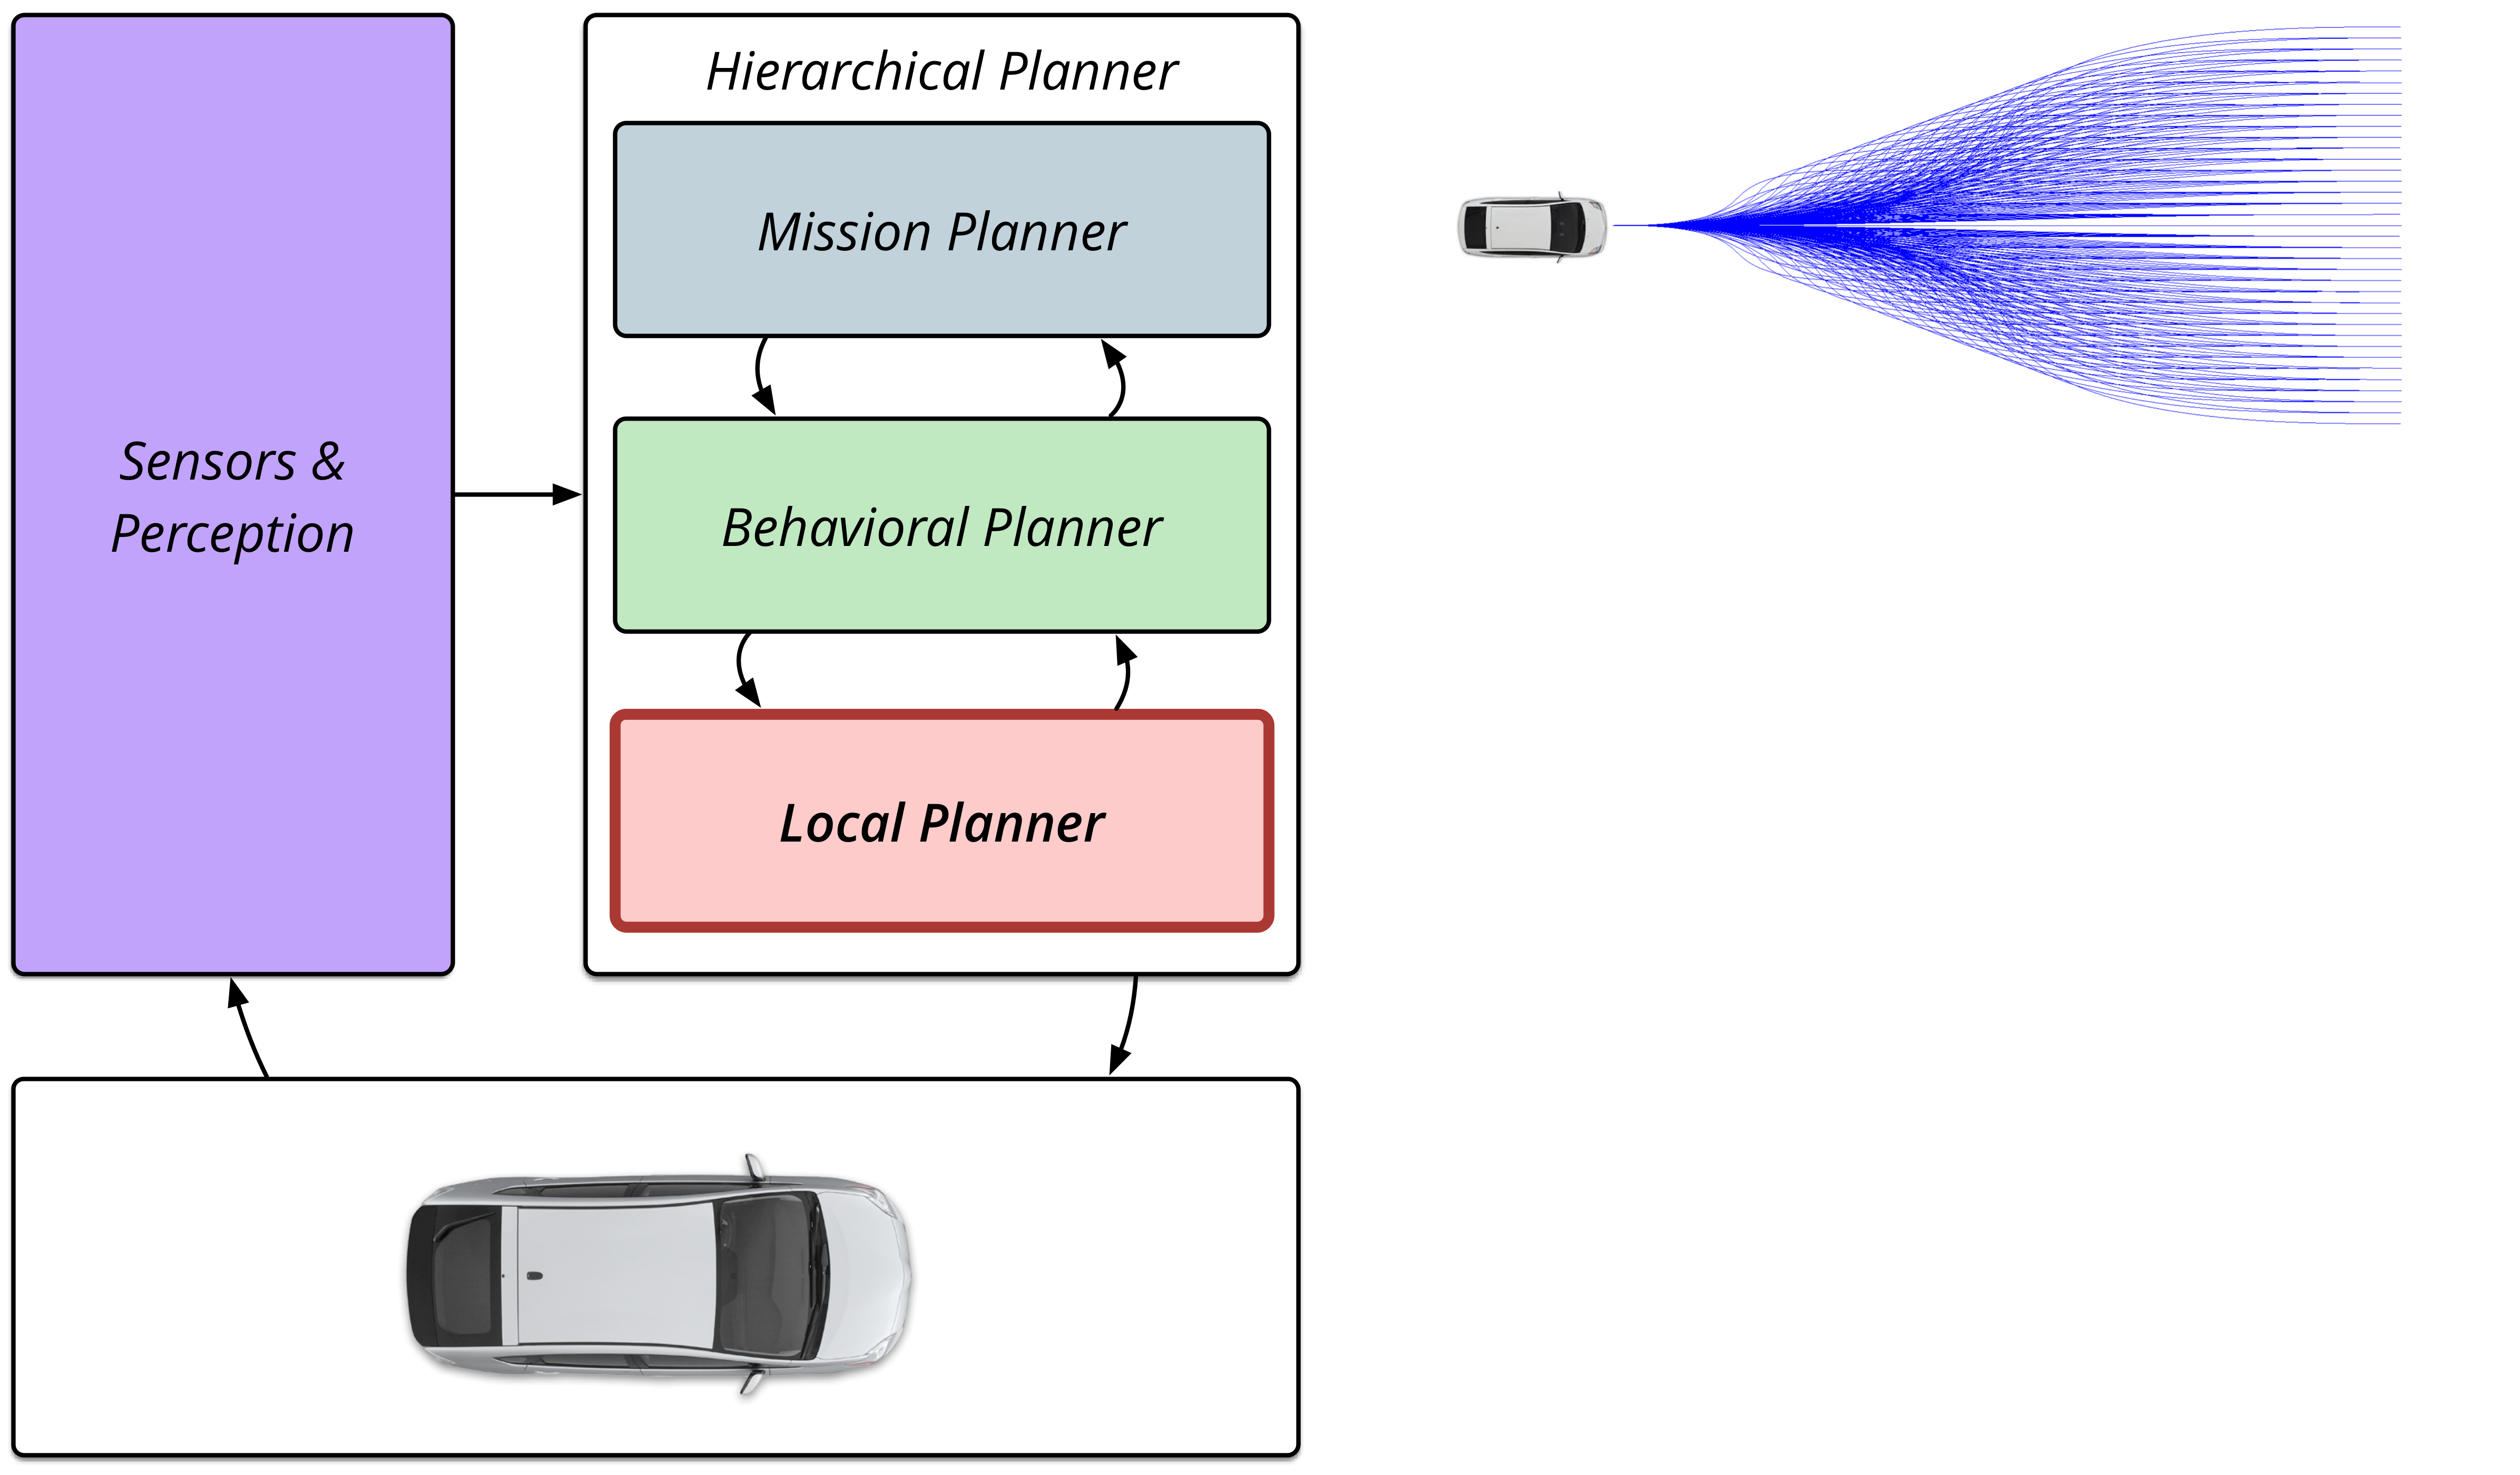 Sensors &
Perception
Hierarchical Planner
Mission Planner
Behavioral Planner
Local Planner